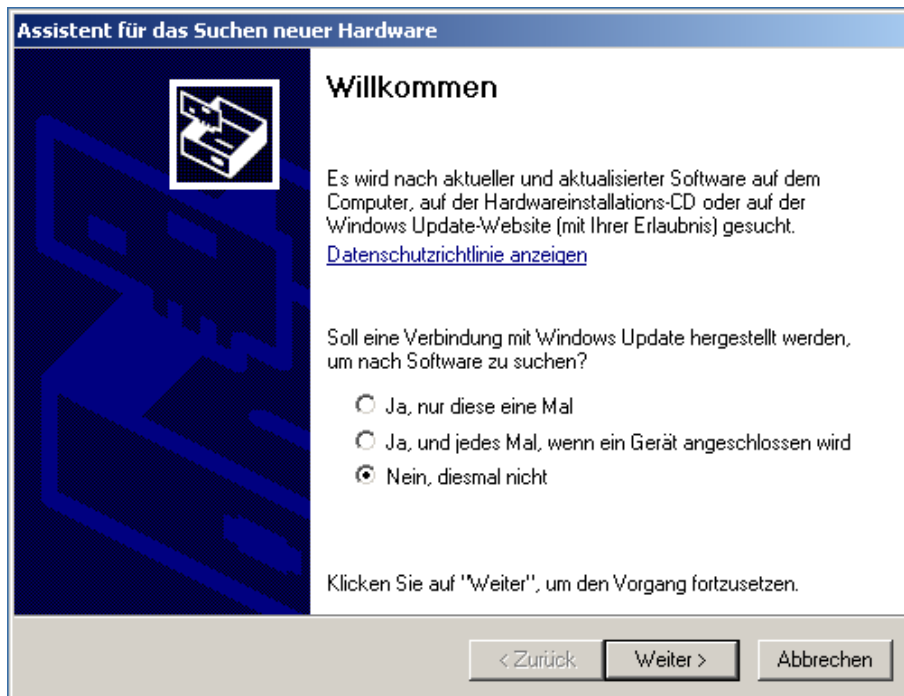 Assistent für das Suchen neuer Hardware
Willkommen
Es wird nach aktueller und aktualisierter Software auf dem
Computer, auf der Hardwareinstallations-CD oder auf der
Windows Update-Website (mit Ihrer Erlaubnis) gesucht.
Datenschutzrichtlinie anzeigen
Soll eine Verbindung mit Windows Update hergestellt werden,
um nach Software zu suchen?
Ja, nur diese eine Mal
Ja, und jedes Mal, wenn ein Gerät angeschlossen wird
Nein, diesmal nicht
Klicken Sie auf "Weiter", um den Vorgang fortzusetzen.
< Zurück Weiter > Abbrechen